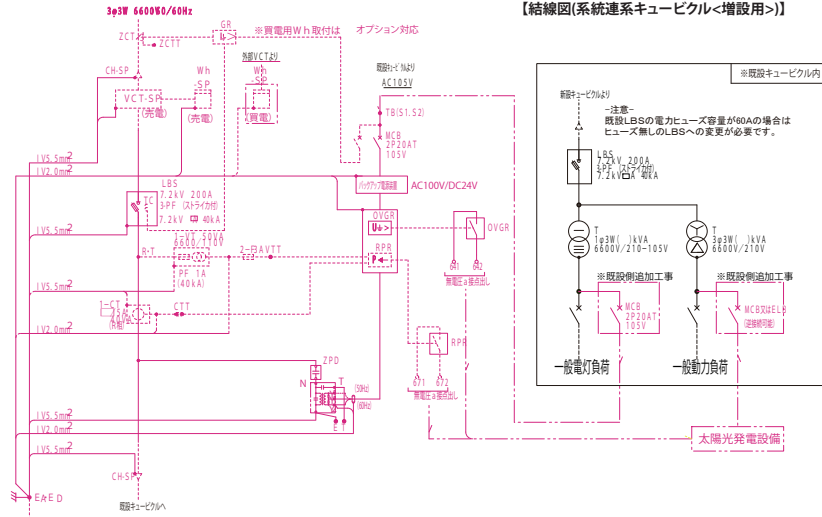 【結線図(系統連系キュービクル<増設用>)】
3φ3W 6600V
50/60Hz
GR
※買電用Wh取付は オプション対応
ZCT
ZCTT
外部VCTより
既設キュービクルより
AC105V
※既設キュービクル内
CH-SP
Wh
-SP
Wh
-SP
VCT-SP
(売電)
(売電)
(買電)
TB(S1.S2)
MCB
2P20AT
105V
新設キュービクルより
-注意-
既設LBSの電力ヒューズ容量が60Aの場合は
ヒューズ無しのLBSへの変更が必要です。
IV5.5mm2
IV2.0mm2
LBS
7.2kV 200A
3-PF (ストライカ付)
7.2kV 40kA
TC
バックアップ電源装置
AC100V/DC24V
LBS
7.2kV 200A
3-PF (ストライカ付)
7.2kV A 40kA
OVGR
U⏚>
OVGR
641 642
無電圧a接点出し
IV5.5mm2
1-VT 50VA
6600/110V
R-T
PF 1A
(40kA)
RPR
P
T
1φ3W( )kVA
6600V/210-105V
T
3φ3W( )kVA
6600V/210V
IV5.5mm2
※既設側追加工事
※既設側追加工事
1-CT
CTT
(R相)
MCB
2P20AT
105V
MCB又はELB
(逆接続可能)
IV2.0mm2
RPR
671 672
無電圧a接点出し
一般電灯負荷
一般動力負荷
ZPD
N
T
(50Hz)
(60Hz)
E
IV5.5mm2
IV2.0mm2
IV5.5mm2
太陽光発電設備
CH-SP
EA·ED
既設キュービクルへ